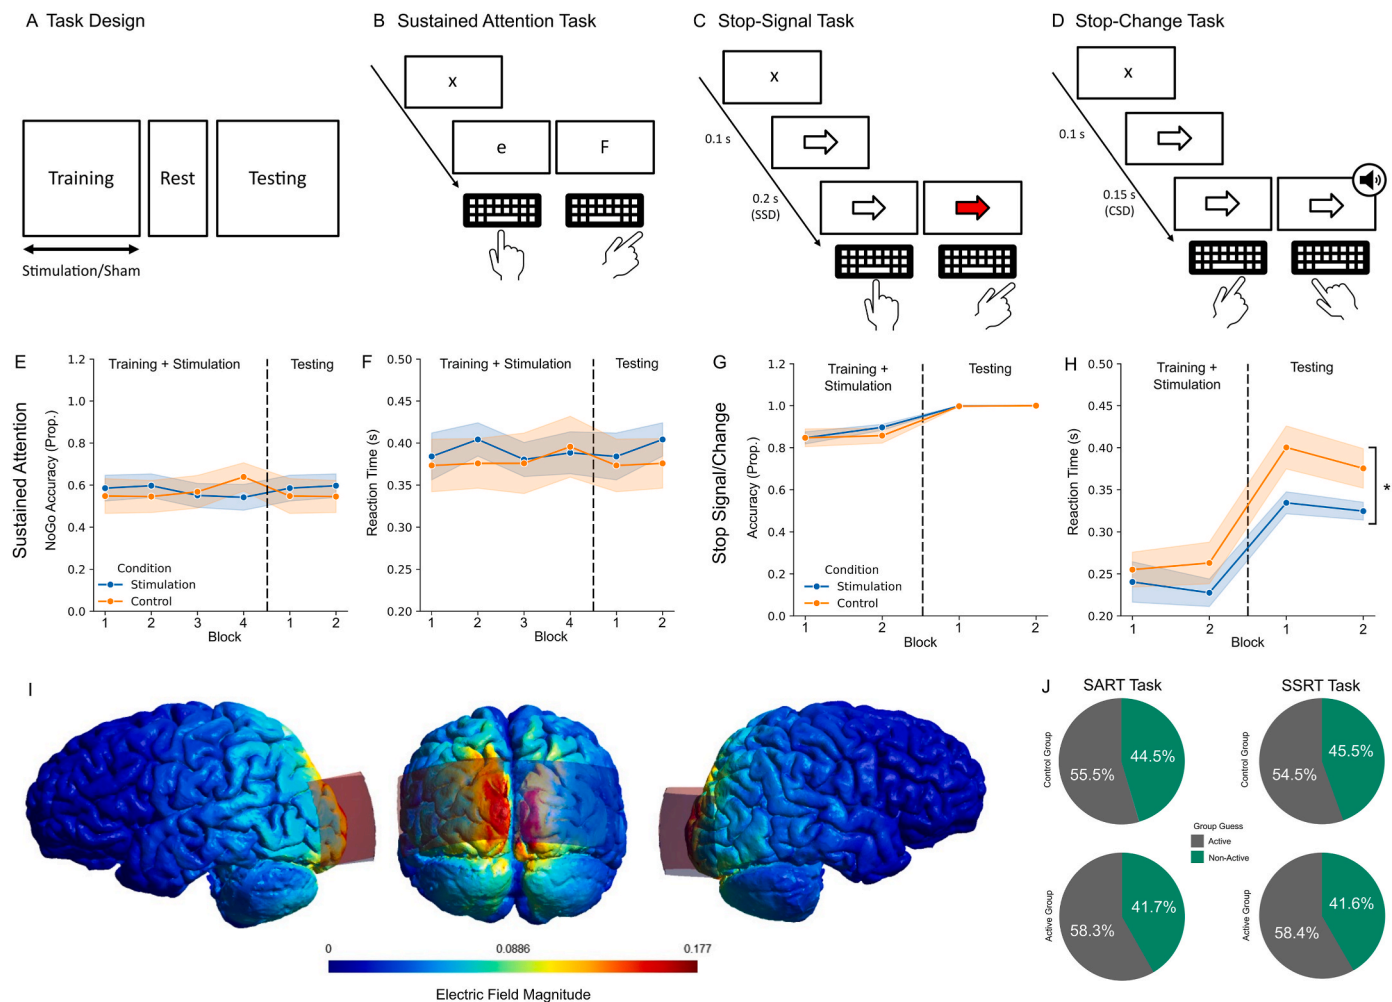 A Task Design
Training
Rest
Testing
Stimulation/Sham
B Sustained Attention Task
x
e
F
C Stop-Signal Task
x
0.1 s
0.2 s
(SSD)
D Stop-Change Task
x
0.1 s
0.15 s
(CSD)
Sustained Attention
E
Training + Stimulation
Testing
NoGo Accuracy (Prop.)
1.2
1.0
0.8
0.6
0.4
0.2
0.0
Condition
Stimulation
Control
1 2 3 4 1 2
Block
F
Training + Stimulation
Testing
Reaction Time (s)
0.50
0.45
0.40
0.35
0.30
0.25
0.20
1 2 3 4 1 2
Block
Stop Signal/Change
G
Training +
Stimulation
Testing
Accuracy (Prop.)
1.2
1.0
0.8
0.6
0.4
0.2
0.0
Condition
Stimulation
Control
1 2 1 2
Block
H
Training +
Stimulation
Testing
Reaction Time (s)
0.50
0.45
0.40
0.35
0.30
0.25
0.20
*
1 2 1 2
Block
I
0 0.0886 0.177
Electric Field Magnitude
J
SART Task
SSRT Task
Control Group
55.5%
44.5%
Control Group
54.5%
45.5%
Group Guess
Active
Non-Active
Active Group
58.3%
41.7%
Active Group
58.4%
41.6%